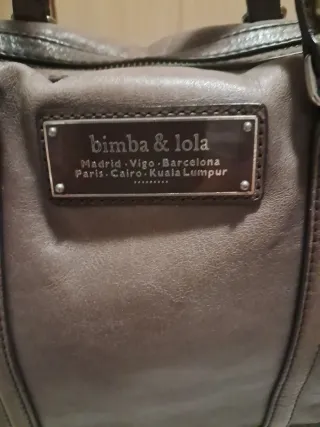 bimba & lola
Madrid · Vigo · Barcelona
Paris · Cairo · Kuala Lumpur